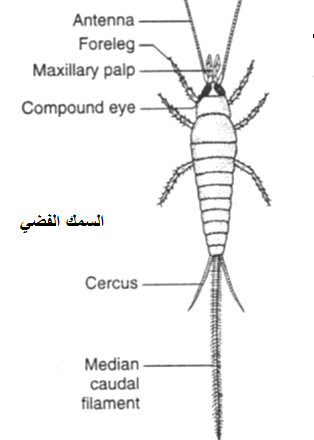 Antenna
Foreleg
Maxillary palp
Compound eye
السمك الفضي
Cercus
Median
caudal
filament